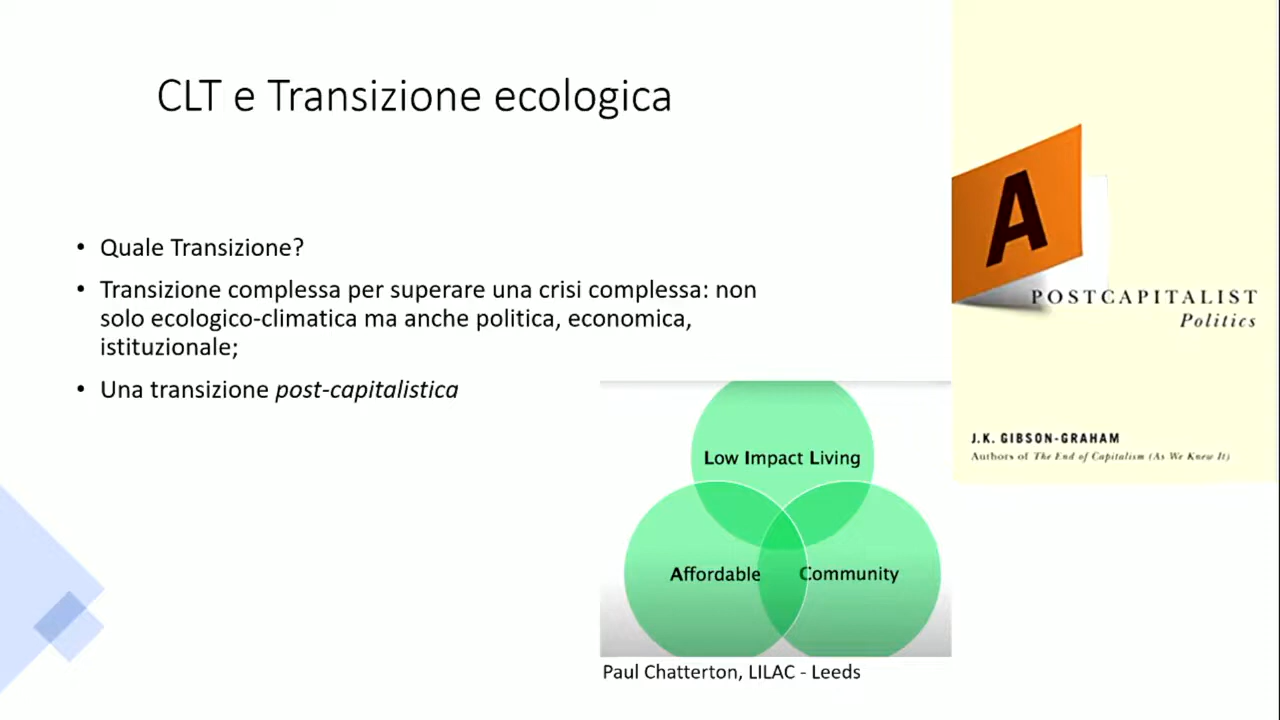 CLT e Transizione ecologica
• Quale Transizione?
• Transizione complessa per superare una crisi complessa: non
solo ecologico-climatica ma anche politica, economica,
istituzionale;
• Una transizione post-capitalistica
Low Impact Living
Affordable
Community
Paul Chatterton, LILAC - Leeds
A
POSTCAPITALIST
Politics
J.K. GIBSON-GRAHAM
Authors of The End of Capitalism (As We Knew It)